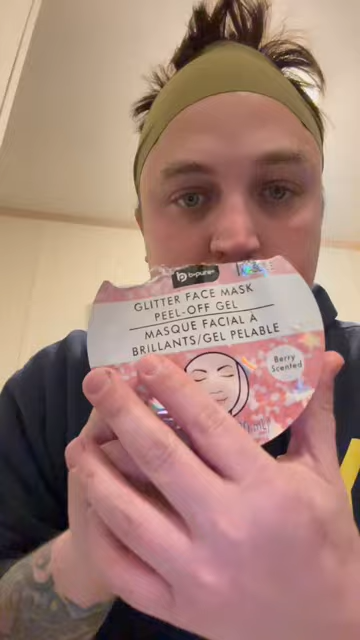 b·pure
GLITTER FACE MASK
PEEL-OFF GEL
MASQUE FACIAL A
BRILLANTS/GEL PELABLE
Berry
Scented